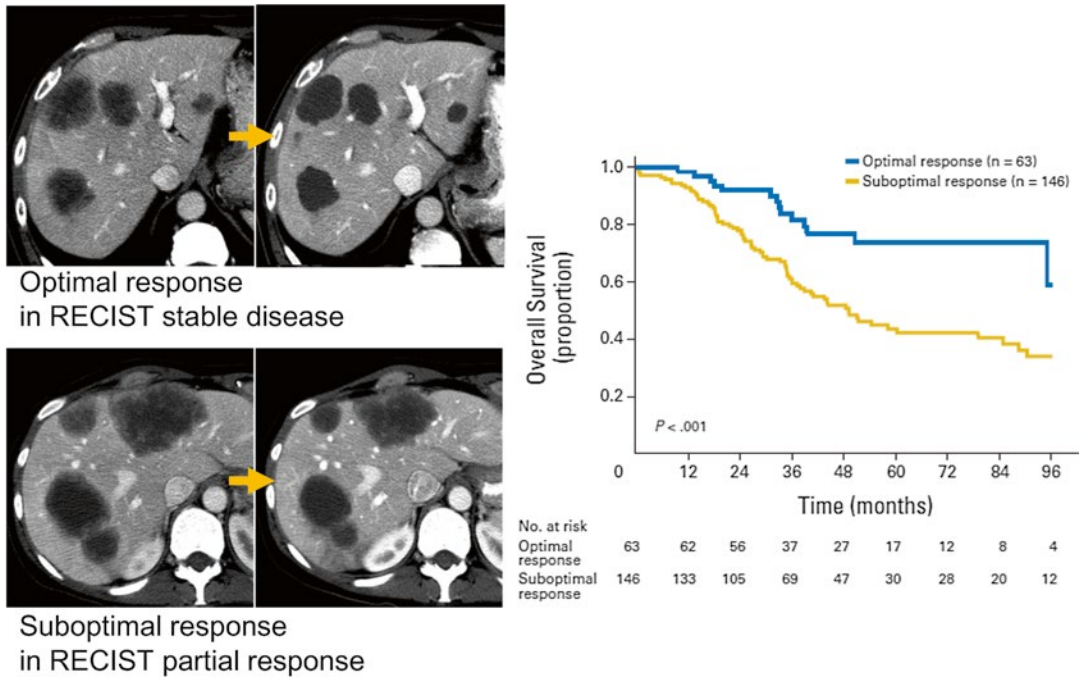 Optimal response
in RECIST stable disease
Suboptimal response
in RECIST partial response
Overall Survival
(proportion)
1.0
0.8
0.6
0.4
0.2
Optimal response (n = 63)
Suboptimal response (n = 146)
P < .001
0 12 24 36 48 60 72 84 96
Time (months)
No. at risk
Optimal
response
63 62 56 37 27 17 12 8 4
Suboptimal
response
146 133 105 69 47 30 28 20 12